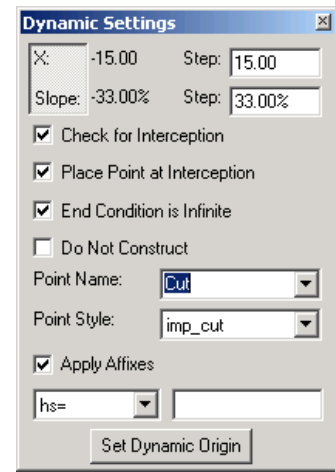 Dynamic Settings
X: -15.00 Step: 15.00
Slope: -33.00% Step: 33.00%
Check for Interception
Place Point at Interception
End Condition is Infinite
Do Not Construct
Point Name: Cut
Point Style: imp_cut
Apply Affixes
hs=
Set Dynamic Origin